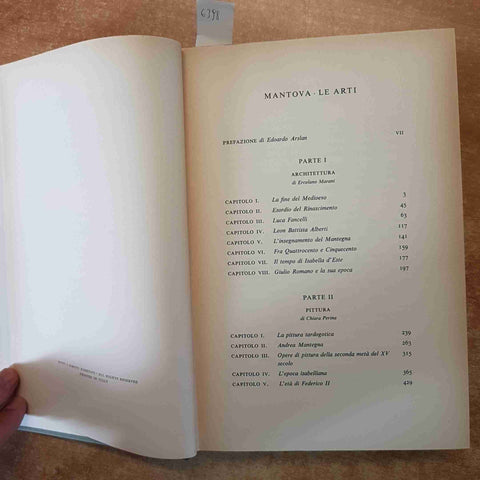 6398
MANTOVA · LE ARTI
PREFAZIONE di Edoardo Arslan VII
PARTE I
ARCHITETTURA
di Ercolano Marani
CAPITOLO I. La fine del Medioevo 3
CAPITOLO II. Esordio del Rinascimento 45
CAPITOLO III. Luca Fancelli 63
CAPITOLO IV. Leon Battista Alberti 117
CAPITOLO V. L'insegnamento del Mantegna 141
CAPITOLO VI. Fra Quattrocento e Cinquecento 159
CAPITOLO VII. Il tempo di Isabella d'Este 177
CAPITOLO VIII. Giulio Romano e la sua epoca 197
PARTE II
PITTURA
di Chiara Perina
CAPITOLO I. La pittura tardogotica 239
CAPITOLO II. Andrea Mantegna 263
CAPITOLO III. Opere di pittura della seconda metà del XV 315
secolo
CAPITOLO IV. L'epoca isabelliana 365
CAPITOLO V. L'età di Federico II 429
RIGHTS RESERVED
PRINTED IN ITALY